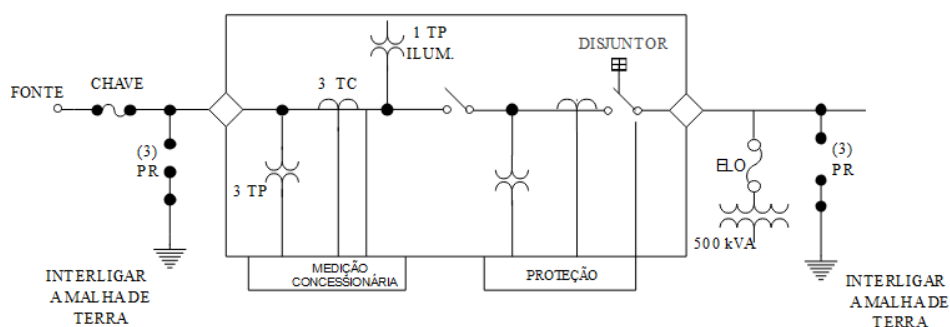 1 TP
ILUM.
DISJUNTOR
CHAVE
3 TC
FONTE
(3)
PR
3 TP
ELO
(3)
PR
500 kVA
MEDIÇÃO
CONCESSIONÁRIA
PROTEÇÃO
INTERLIGAR
A MALHA DE
TERRA
INTERLIGAR
A MALHA DE
TERRA